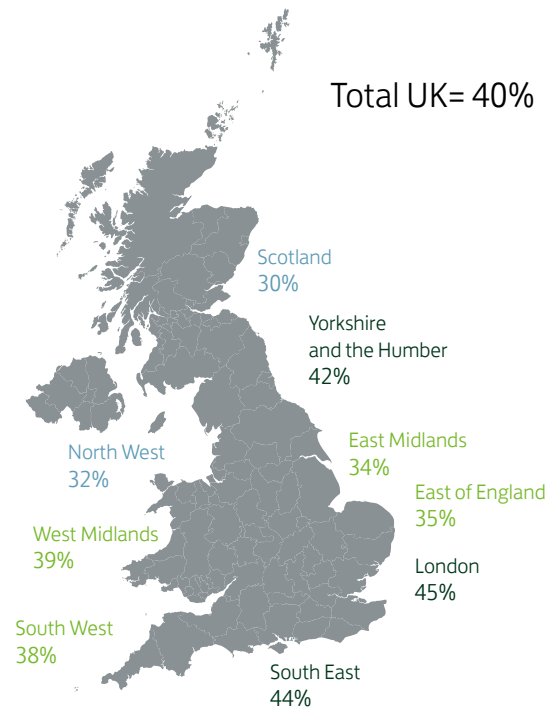 Total UK= 40%
Scotland
30%
Yorkshire
and the Humber
42%
North West
32%
East Midlands
34%
East of England
35%
West Midlands
39%
London
45%
South West
38%
South East
44%